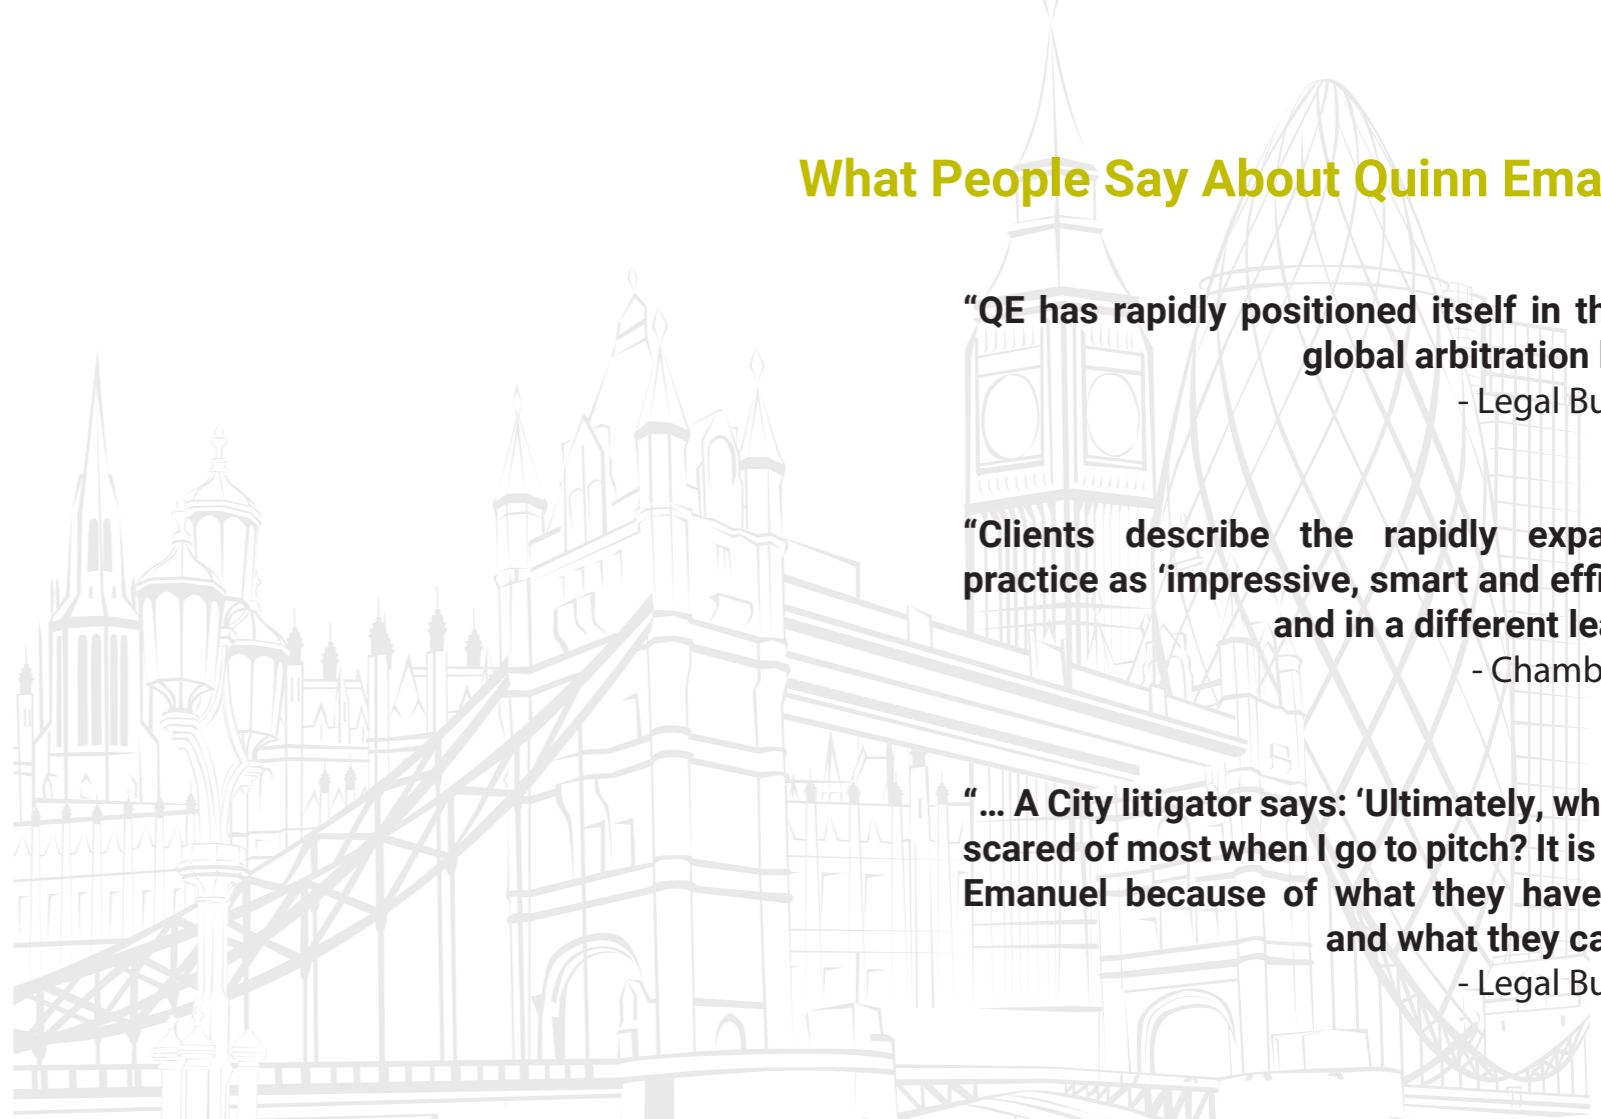 What People Say About Quinn Ema
“QE has rapidly positioned itself in th
global arbitration
- Legal Bu
“Clients describe the rapidly expa
practice as ‘impressive, smart and effi
and in a different lea
- Chamb
“… A City litigator says: ‘Ultimately, wh
scared of most when I go to pitch? It is
Emanuel because of what they have
and what they ca
- Legal Bu